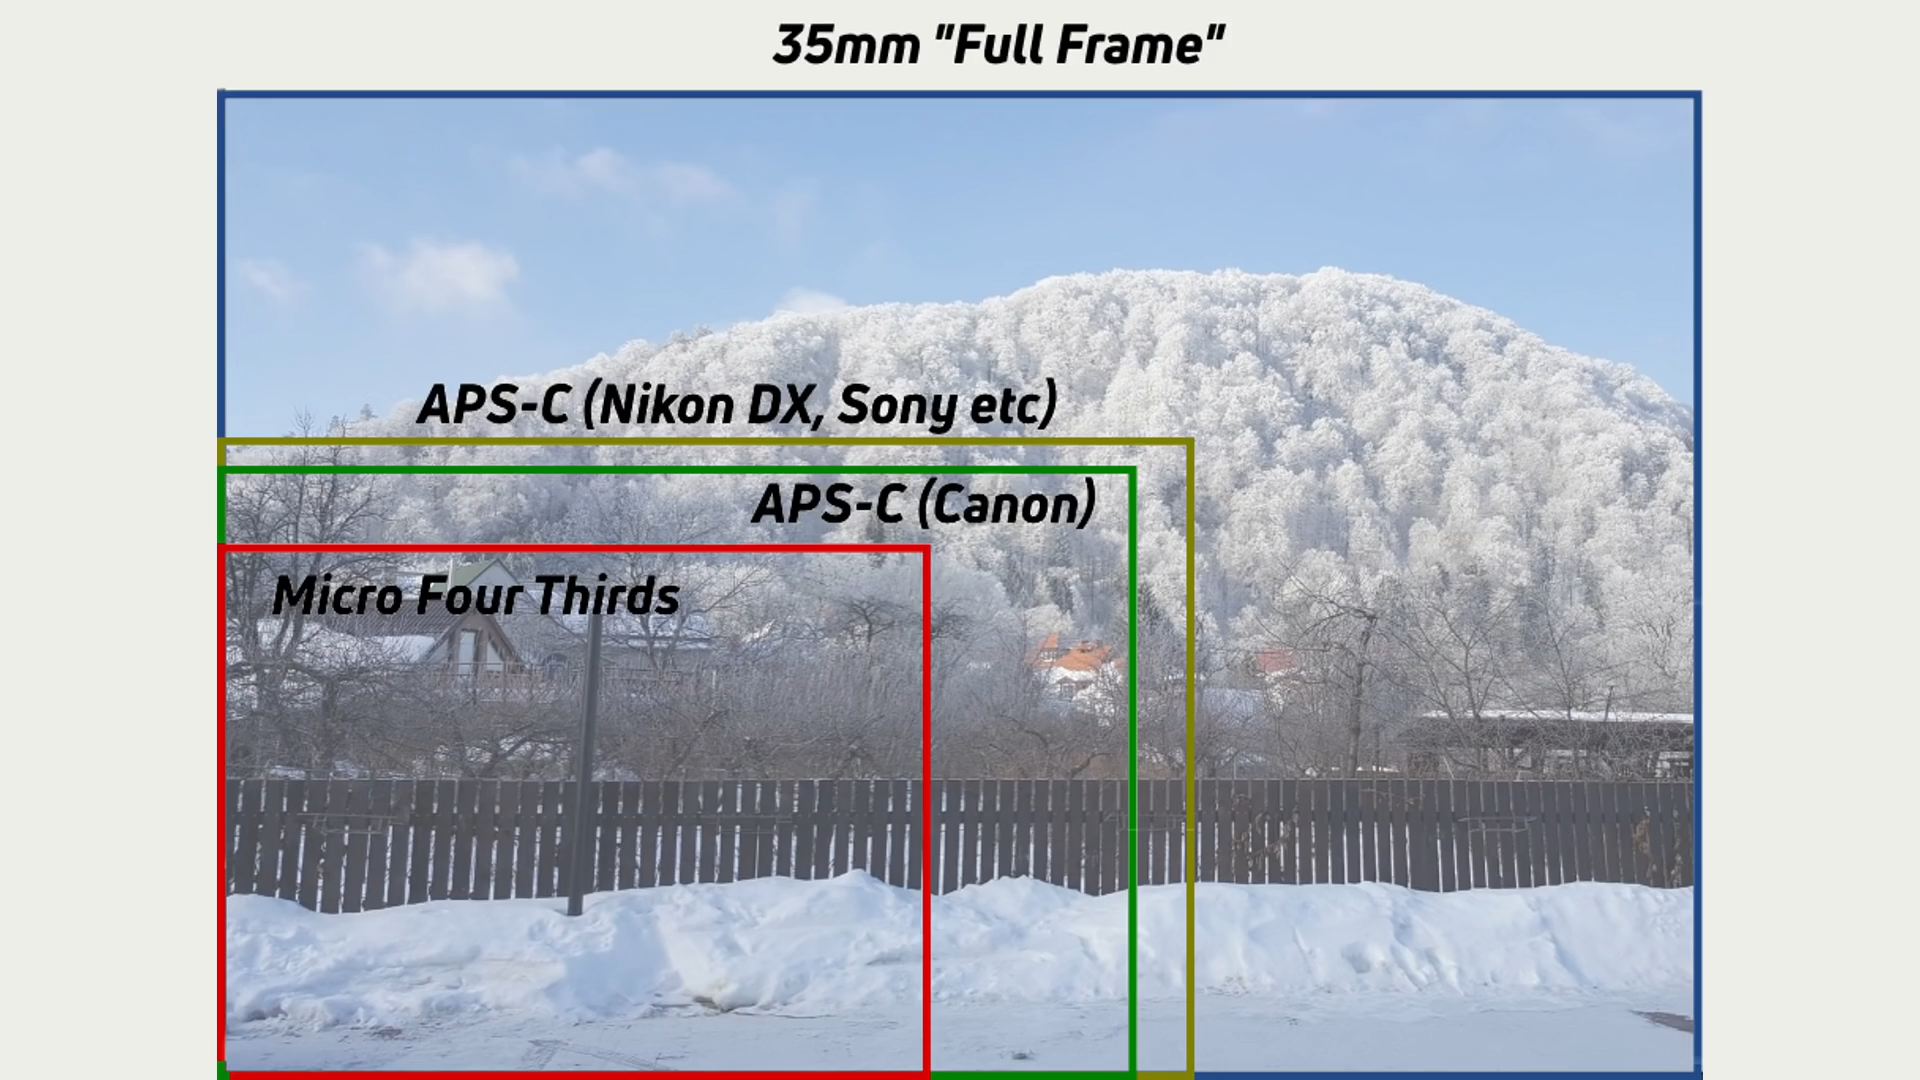 35mm "Full Frame"
APS-C (Nikon DX, Sony etc)
APS-C (Canon)
Micro Four Thirds